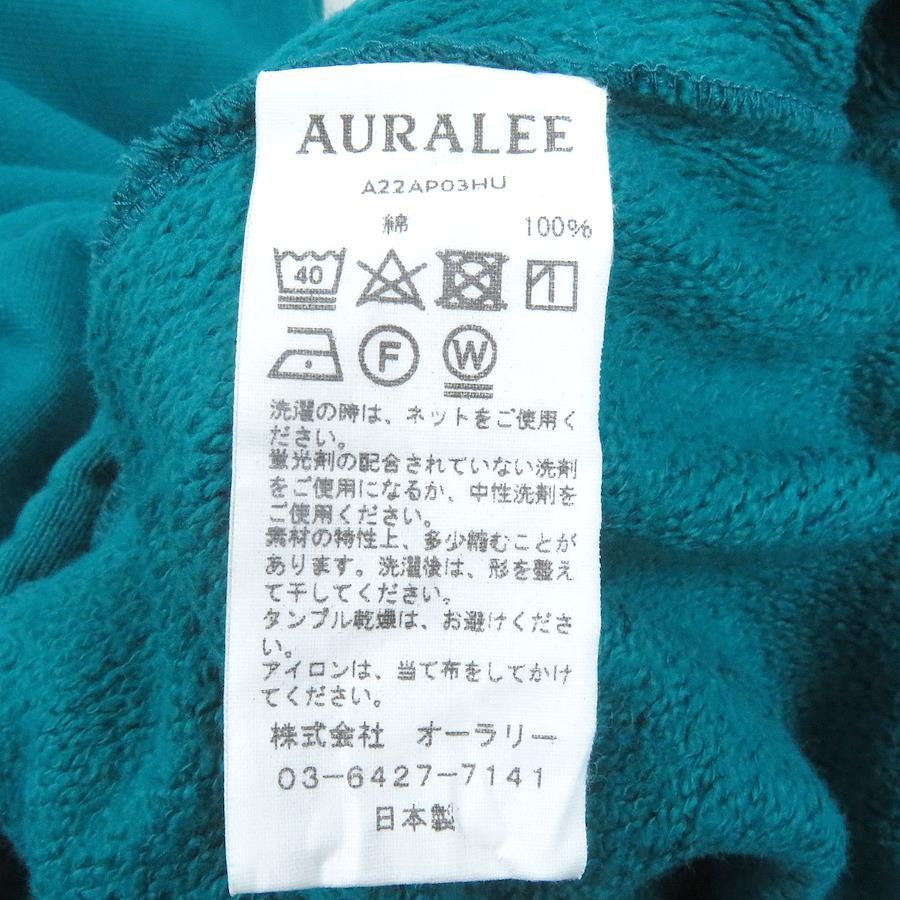 AURALEE
A22AP03HU
綿 100%
40
F W
洗濯の時は、ネットをご使用く
ださい。
蛍光剤の配合されていない洗剤
をご使用になるか、中性洗剤を
ご使用ください。
素材の特性上、多少縮むことが
あります。洗濯後は、形を整え
て干してください。
タンブル乾燥は、お避けくださ
い。
アイロンは、当て布をしてかけ
てください。
株式会社 オーラリー
03-6427-7141
日本製